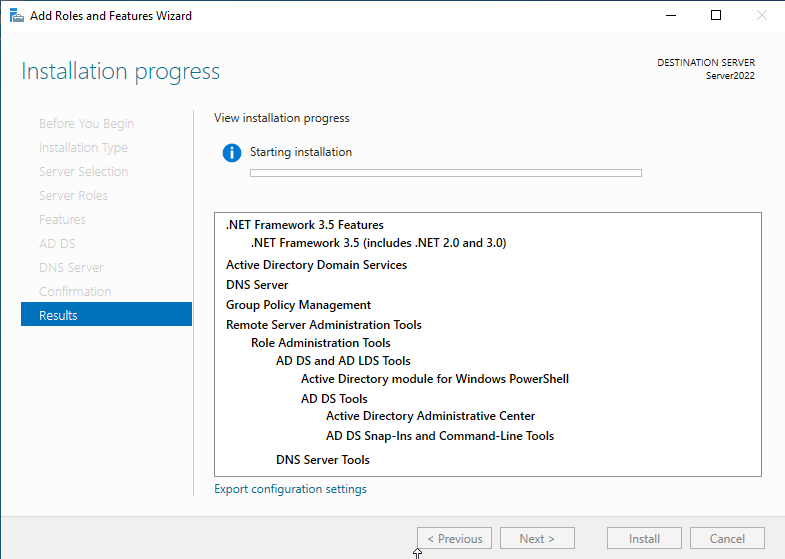 Add Roles and Features Wizard
Installation progress
DESTINATION SERVER
Server2022
Before You Begin
Installation Type
Server Selection
Server Roles
Features
AD DS
DNS Server
Confirmation
Results
View installation progress
Starting installation
.NET Framework 3.5 Features
.NET Framework 3.5 (includes .NET 2.0 and 3.0)
Active Directory Domain Services
DNS Server
Group Policy Management
Remote Server Administration Tools
Role Administration Tools
AD DS and AD LDS Tools
Active Directory module for Windows PowerShell
AD DS Tools
Active Directory Administrative Center
AD DS Snap-Ins and Command-Line Tools
DNS Server Tools
Export configuration settings
< Previous
Next >
Install
Cancel